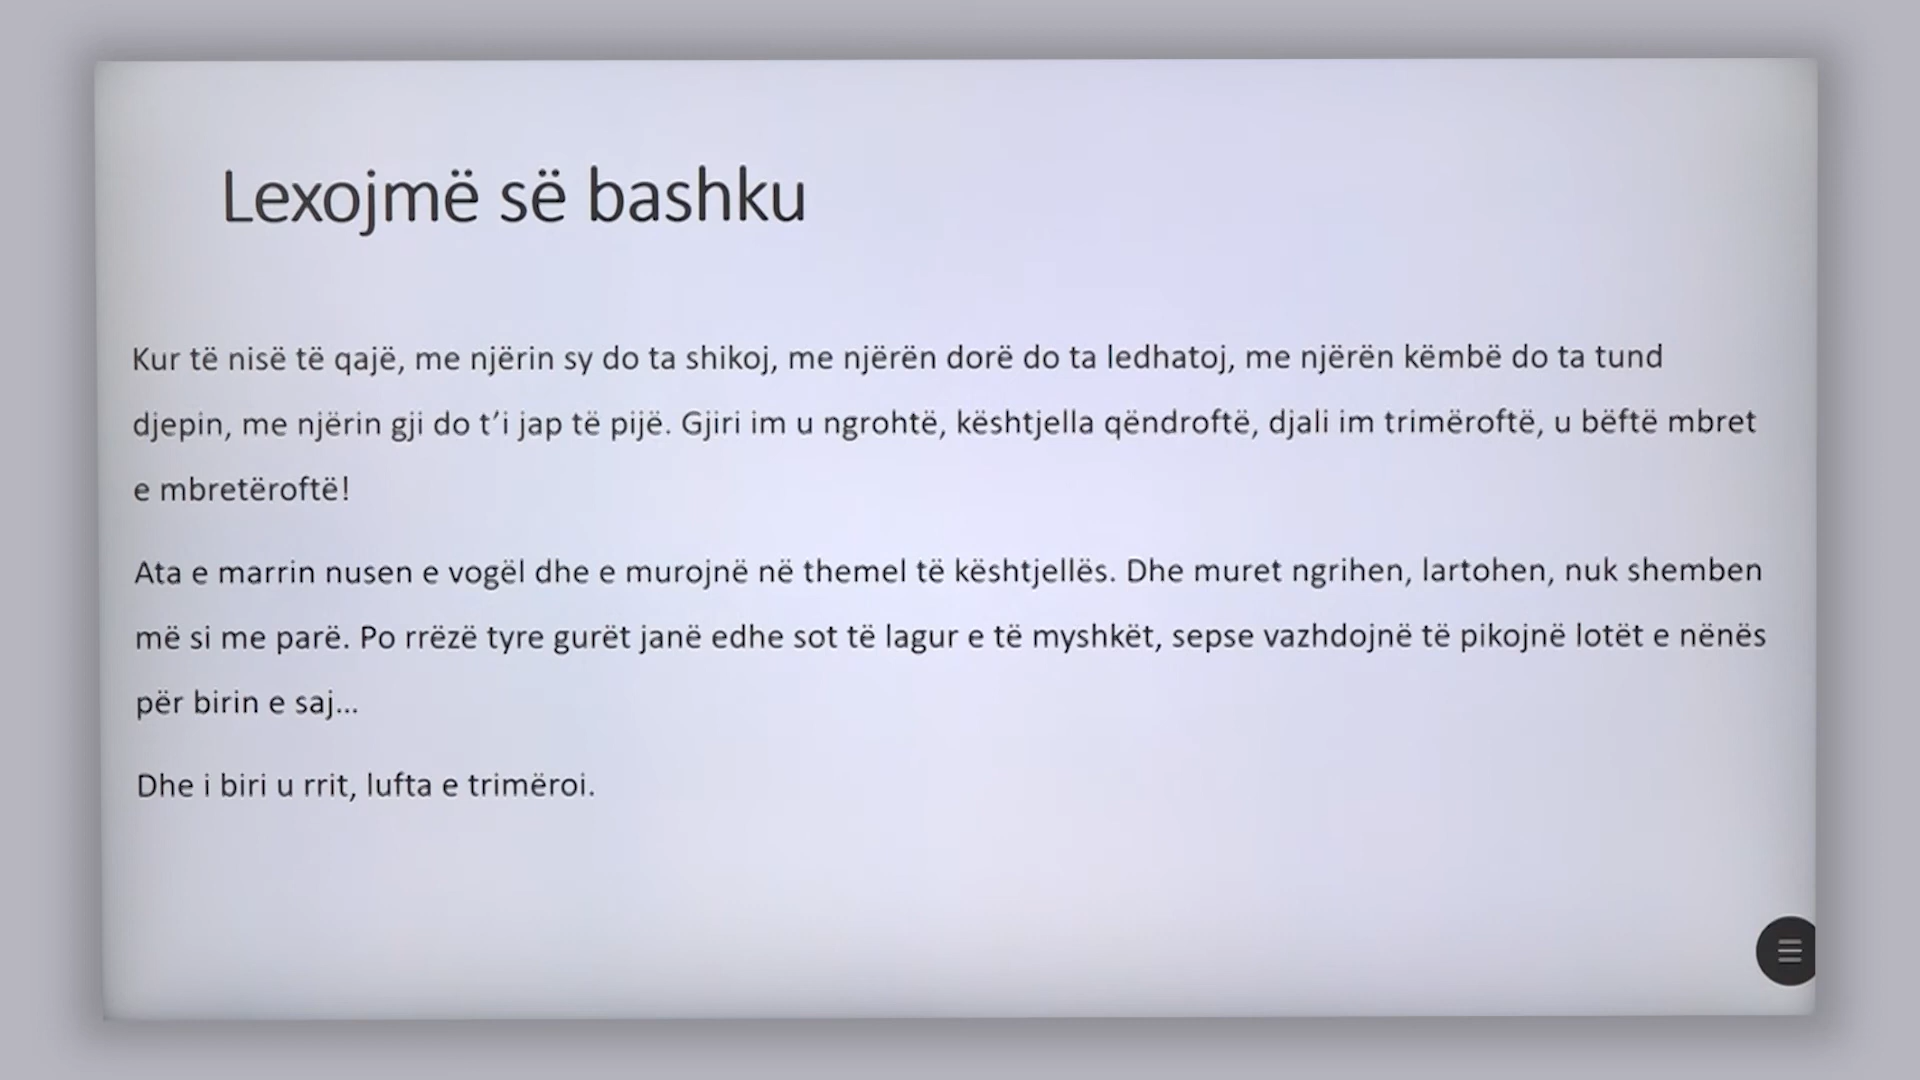 Lexojmë së bashku
Kur të nisë të qajë, me njërin sy do ta shikoj, me njërën dorë do ta ledhatoj, me njërën këmbë do ta tund
djepin, me njërin gji do t’i jap të pijë. Gjiri im u ngrohtë, kështjella qëndroftë, djali im trimëroftë, u bëftë mbret
e mbretëroftë!
Ata e marrin nusen e vogël dhe e murojnë në themel të kështjellës. Dhe muret ngrihen, lartohen, nuk shemben
më si me parë. Po rrëzë tyre gurët janë edhe sot të lagur e të myshkët, sepse vazhdojnë të pikojnë lotët e nënës
për birin e saj...
Dhe i biri u rrit, lufta e trimëroi.